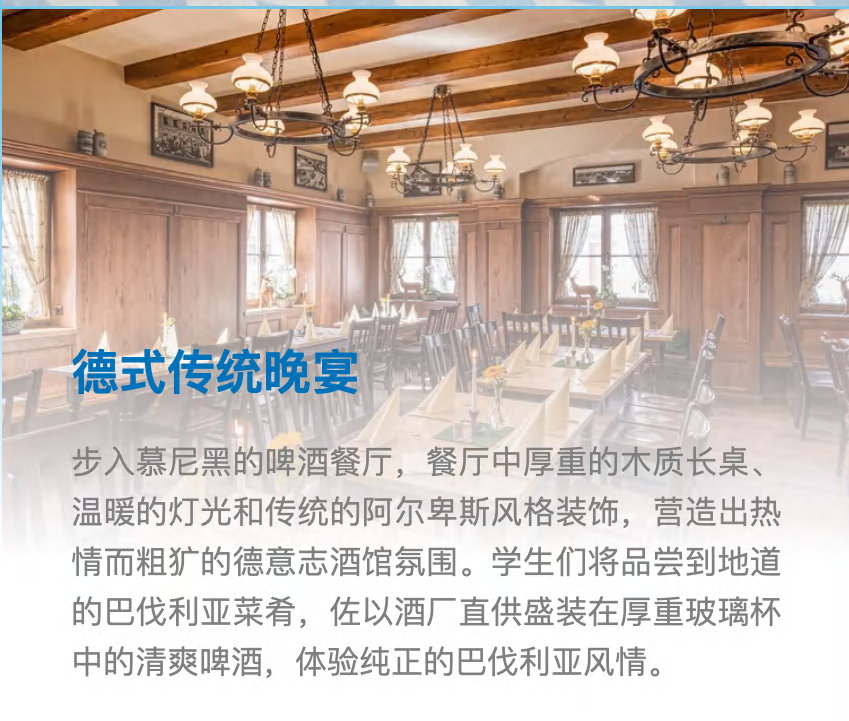 德式传统晚宴
步入慕尼黑的啤酒餐厅，餐厅中厚重的木质长桌、
温暖的灯光和传统的阿尔卑斯风格装饰，营造出热
情而粗犷的德意志酒馆氛围。学生们将品尝到地道
的巴伐利亚菜肴，佐以酒厂直供盛装在厚重玻璃杯
中的清爽啤酒，体验纯正的巴伐利亚风情。